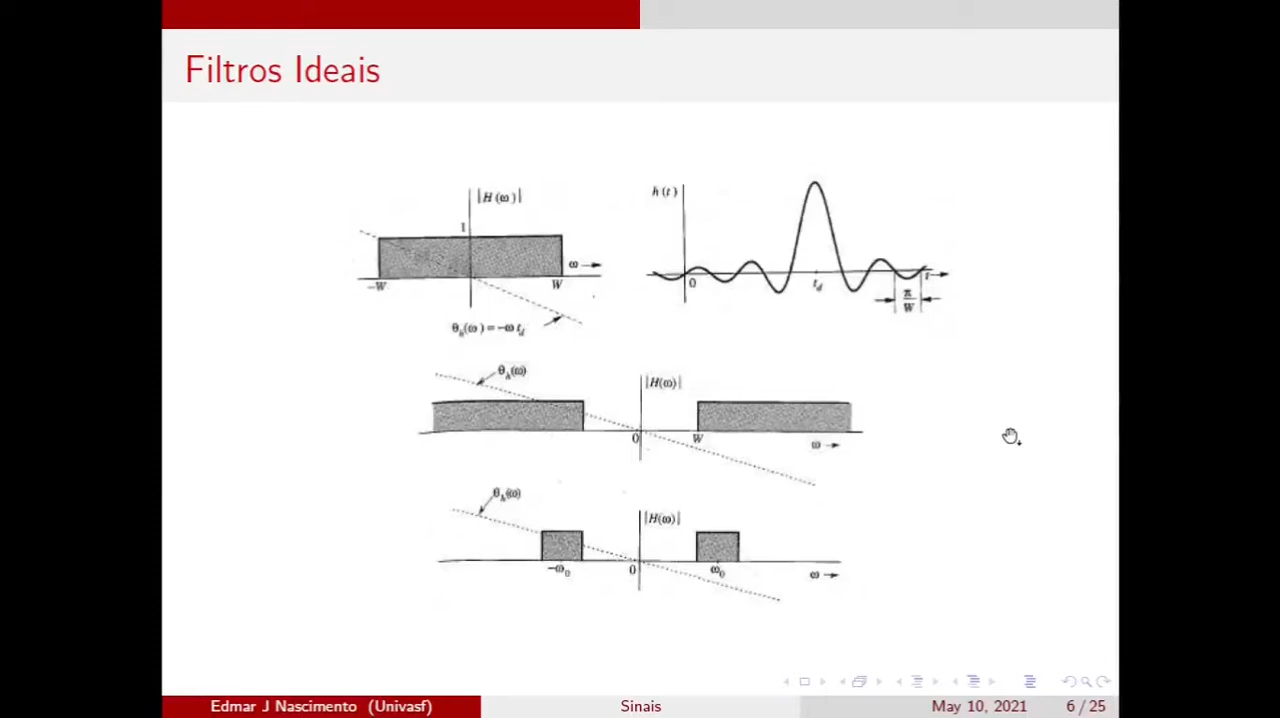 Filtros Ideais
|H(ω)|
1
ω
-W
W
θh(ω) = -ω td
h(t)
0
td
t
π
W
θh(ω)
|H(ω)|
0
W
ω
θh(ω)
|H(ω)|
-ω0
0
ω0
ω
Edmar J Nascimento (Univasf)
Sinais
May 10, 2021
6 / 25